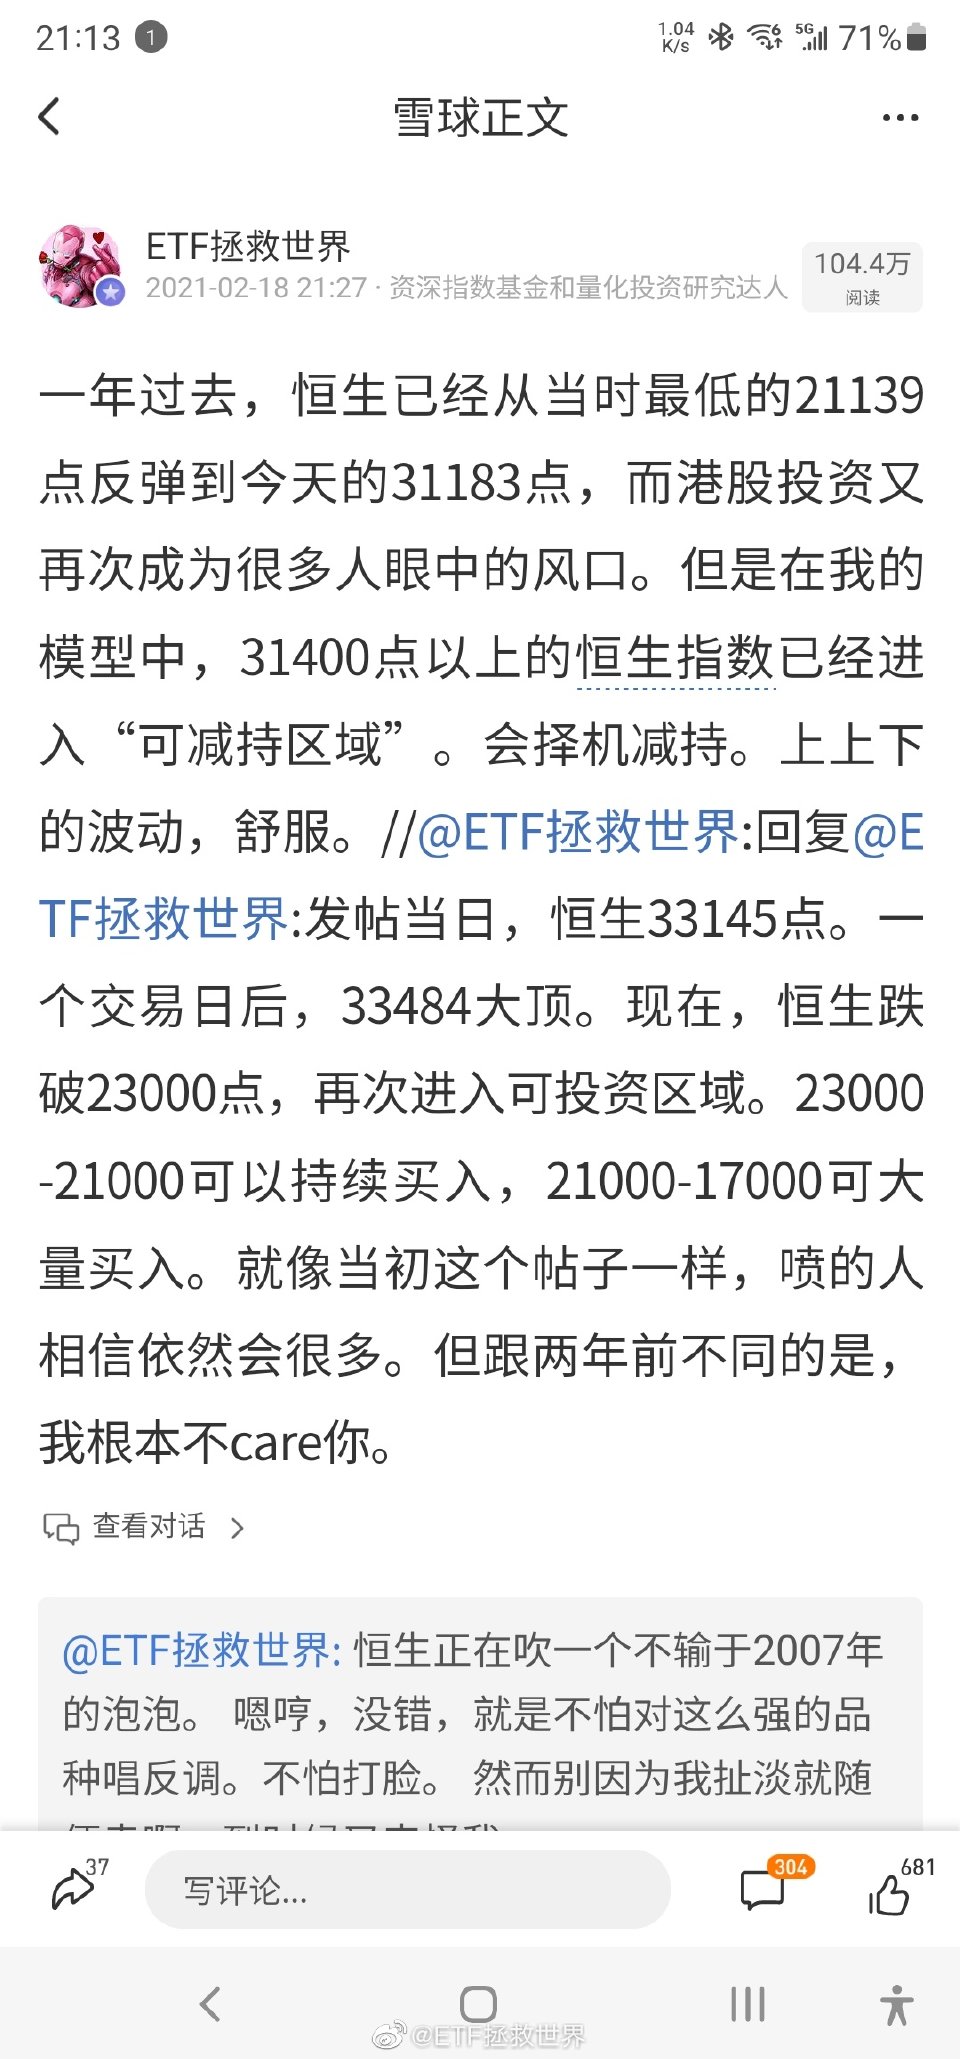 21:13 1 1.04 K/s 6 5G 71%
雪球正文
ETF拯救世界
2021-02-18 21:27 · 资深指数基金和量化投资研究达人
104.4万
阅读
一年过去，恒生已经从当时最低的21139
点反弹到今天的31183点，而港股投资又
再次成为很多人眼中的风口。但是在我的
模型中，31400点以上的恒生指数已经进
入“可减持区域”。会择机减持。上上下
的波动，舒服。//@ETF拯救世界:回复@E
TF拯救世界:发帖当日，恒生33145点。一
个交易日后，33484大顶。现在，恒生跌
破23000点，再次进入可投资区域。23000
-21000可以持续买入，21000-17000可大
量买入。就像当初这个帖子一样，喷的人
相信依然会很多。但跟两年前不同的是，
我根本不care你。
查看对话
@ETF拯救世界: 恒生正在吹一个不输于2007年
的泡泡。 嗯哼，没错，就是不怕对这么强的品
种唱反调。不怕打脸。 然而别因为我扯淡就随
37
写评论...
304
681
@ETF拯救世界